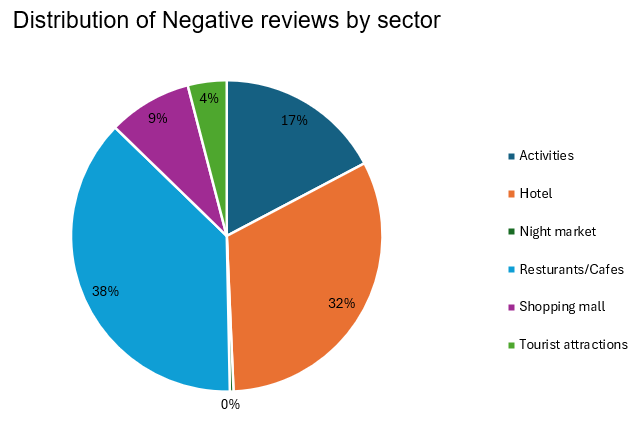 Distribution of Negative reviews by sector
4%
9%
17%
38%
32%
0%
Activities
Hotel
Night market
Resturants/Cafes
Shopping mall
Tourist attractions